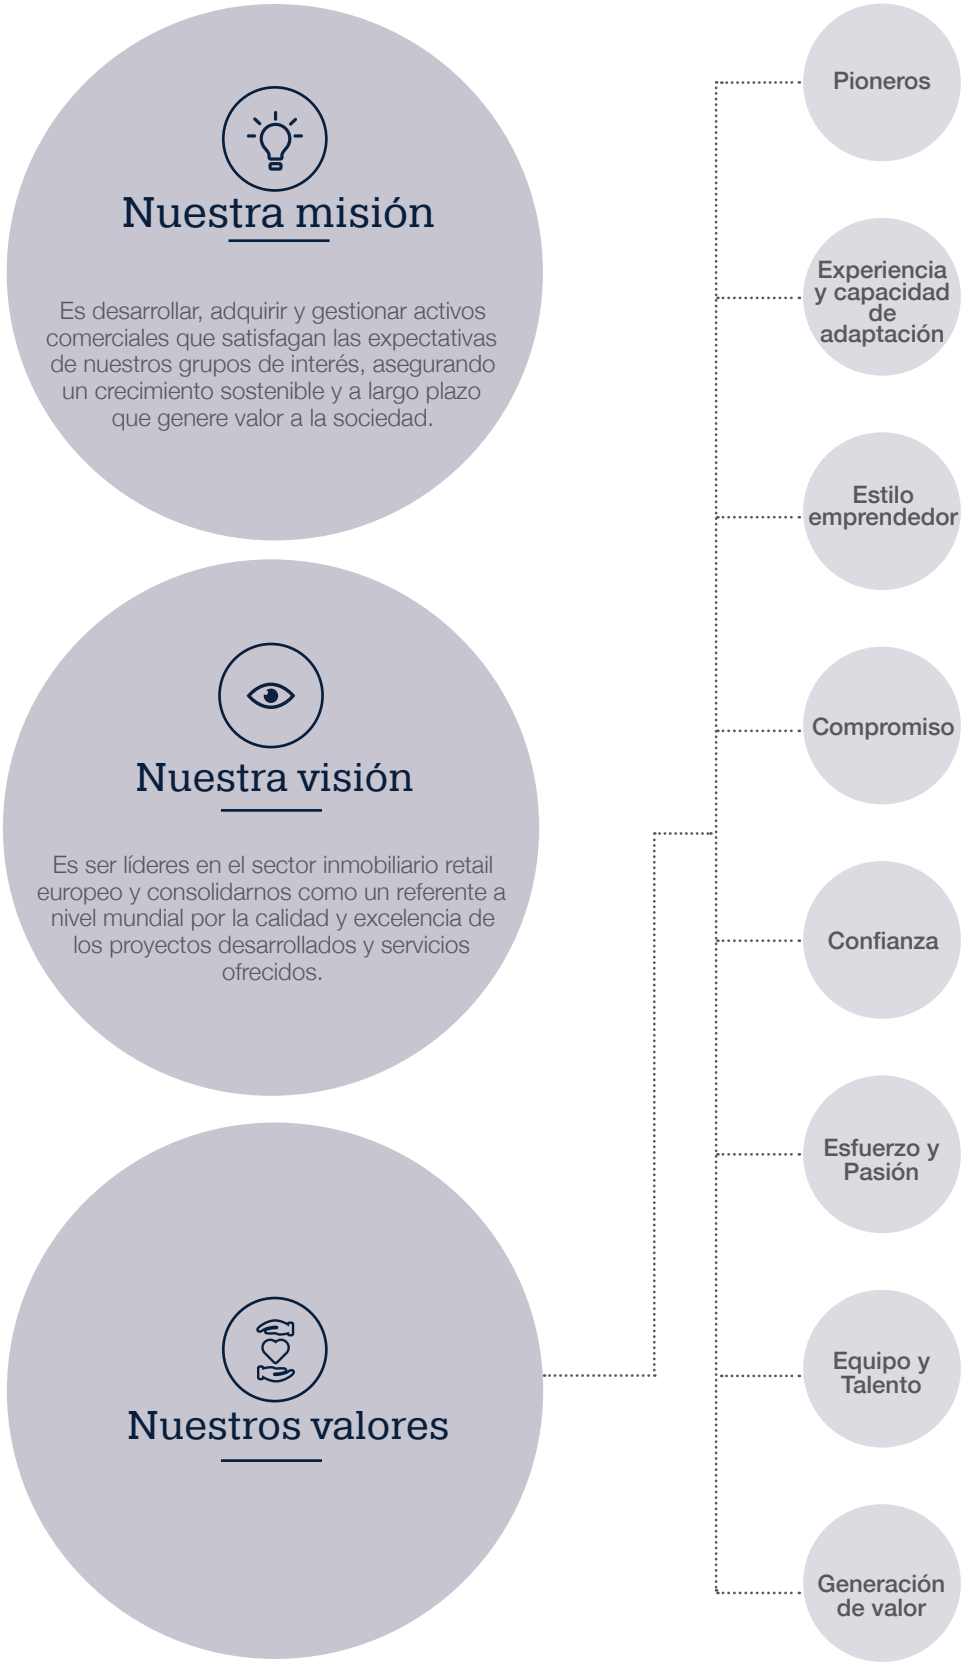 Nuestra misión
Es desarrollar, adquirir y gestionar activos
comerciales que satisfagan las expectativas
de nuestros grupos de interés, asegurando
un crecimiento sostenible y a largo plazo
que genere valor a la sociedad.
Nuestra visión
Es ser líderes en el sector inmobiliario retail
europeo y consolidarnos como un referente a
nivel mundial por la calidad y excelencia de
los proyectos desarrollados y servicios
ofrecidos.
Nuestros valores
Pioneros
Experiencia
y capacidad
de
adaptación
Estilo
emprendedor
Compromiso
Confianza
Esfuerzo y
Pasión
Equipo y
Talento
Generación
de valor